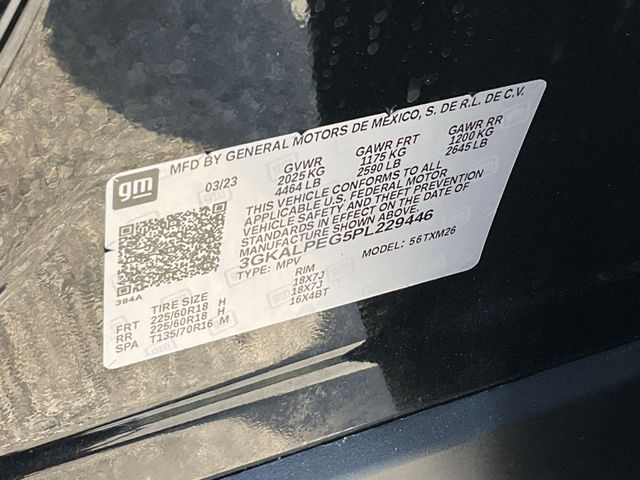 MFD BY GENERAL MOTORS DE MEXICO, S. DE R.L. DE C.V.
gm
03/23
GVWR GAWR FRT GAWR RR
2025 KG 1175 KG 1200 KG
4464 LB 2590 LB 2645 LB
THIS VEHICLE CONFORMS TO ALL
APPLICABLE U.S. FEDERAL MOTOR
VEHICLE SAFETY AND THEFT PREVENTION
STANDARDS IN EFFECT ON THE DATE OF
MANUFACTURE SHOWN ABOVE.
3GKALPEG5PL229446
TYPE: MPV MODEL: 56TXM26
384A
TIRE SIZE RIM
FRT 225/60R18 H 18X7J
RR 225/60R18 H 18X7J
SPA T135/70R16 M 16X4BT